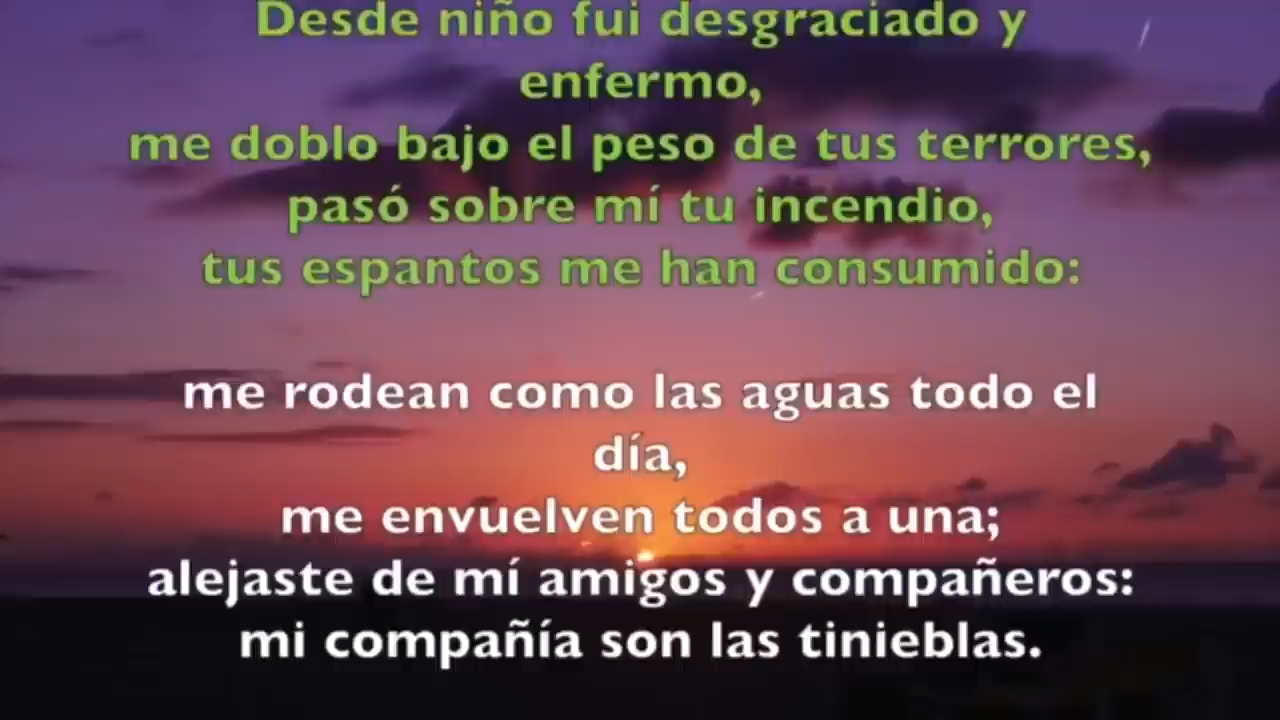 Desde niño fui desgraciado y
enfermo,
me doblo bajo el peso de tus terrores,
pasó sobre mí tu incendio,
tus espantos me han consumido:
me rodean como las aguas todo el
día,
me envuelven todos a una;
alejaste de mí amigos y compañeros:
mi compañía son las tinieblas.